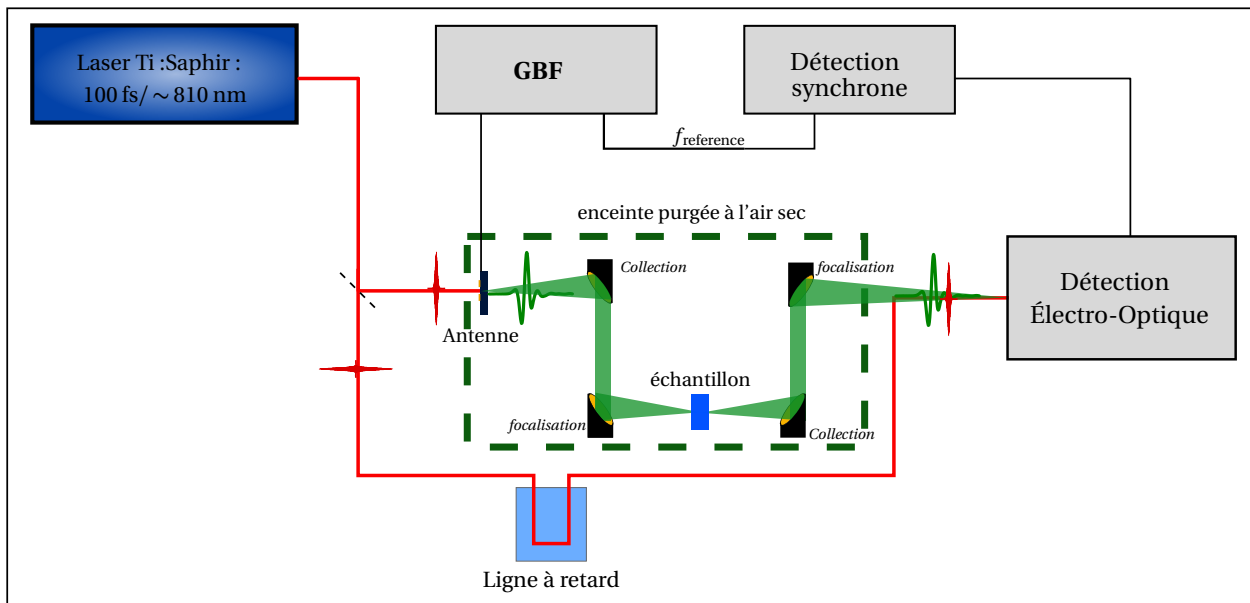 Laser Ti :Saphir :
100 fs/ ∼ 810 nm
GBF
Détection
synchrone
freference
enceinte purgée à l'air sec
Collection
focalisation
Antenne
Détection
Électro-Optique
échantillon
focalisation
Collection
Ligne à retard